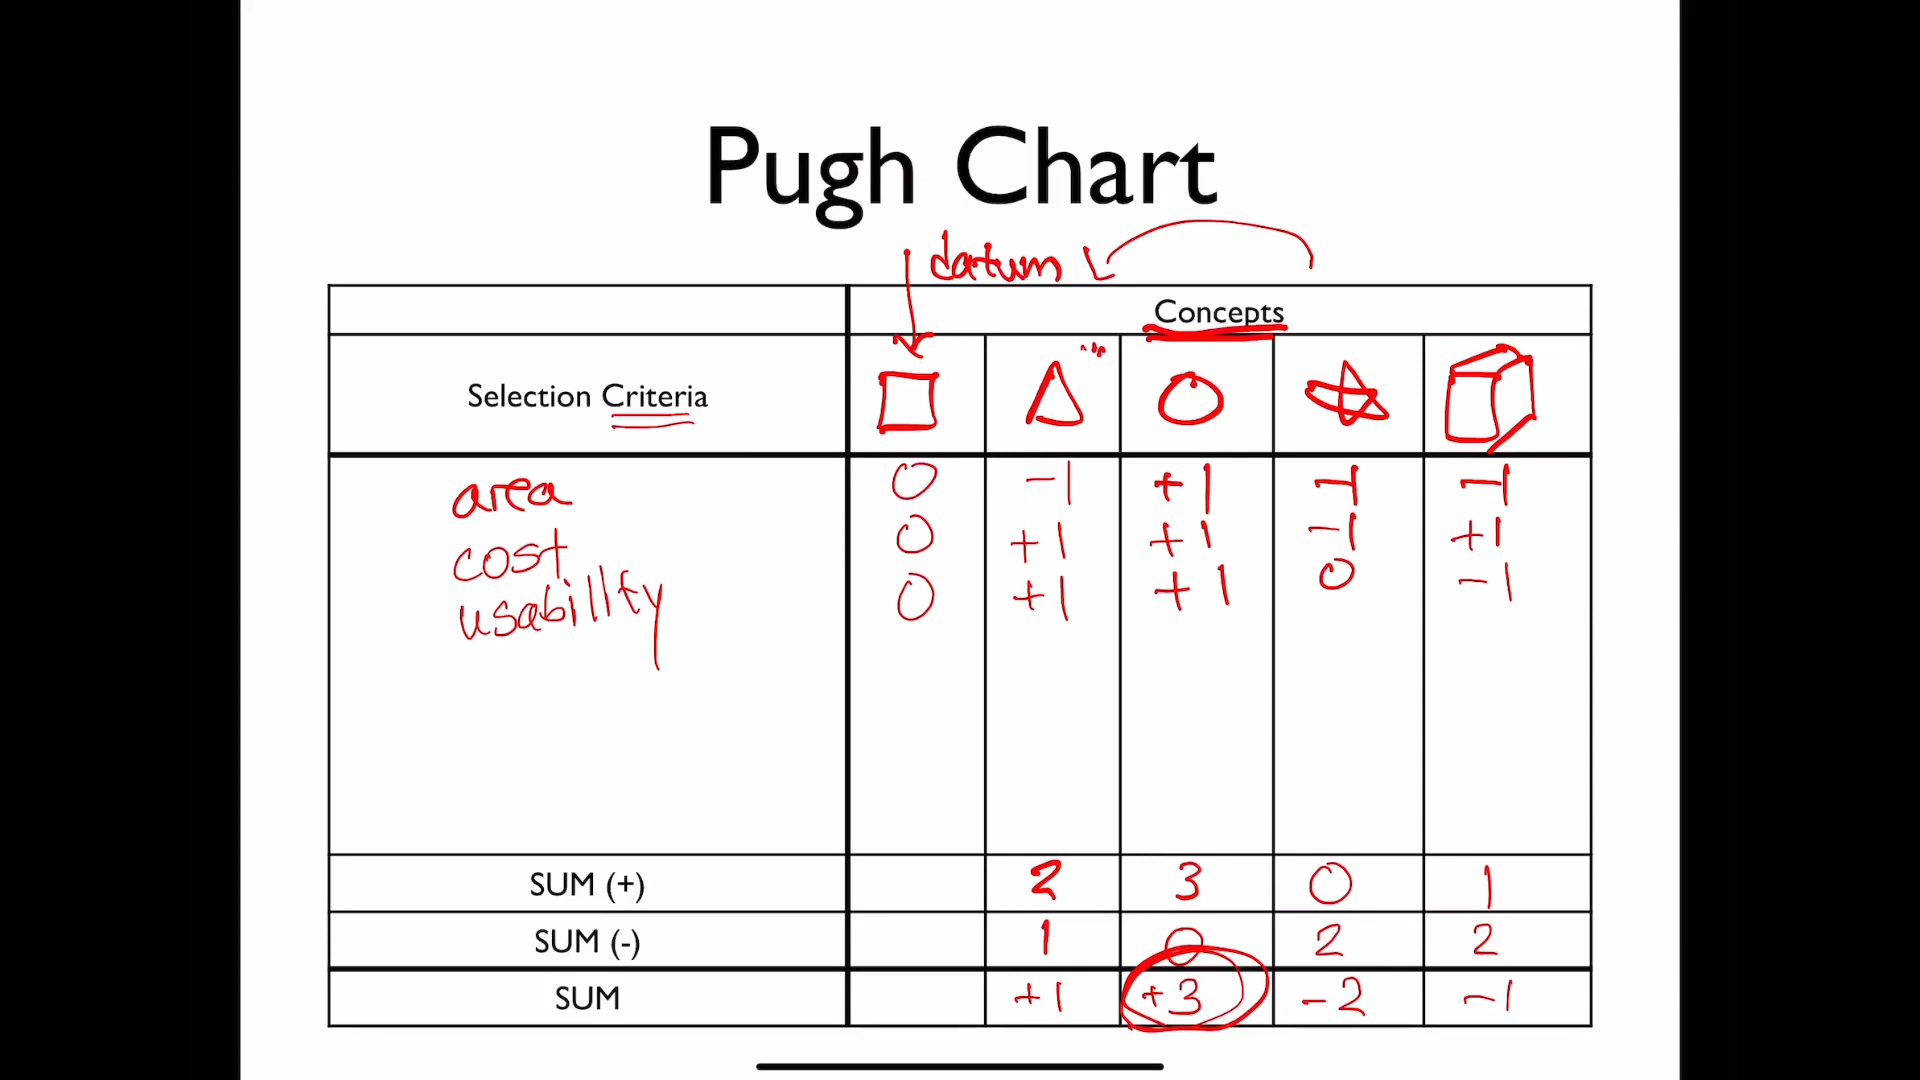 Pugh Chart
datum
Concepts
Selection Criteria
area 0 -1 +1 -1 -1
cost 0 +1 +1 -1 +1
usability 0 +1 +1 0 -1
SUM (+) 2 3 0 1
SUM (-) 1 0 2 2
SUM +1 +3 -2 -1